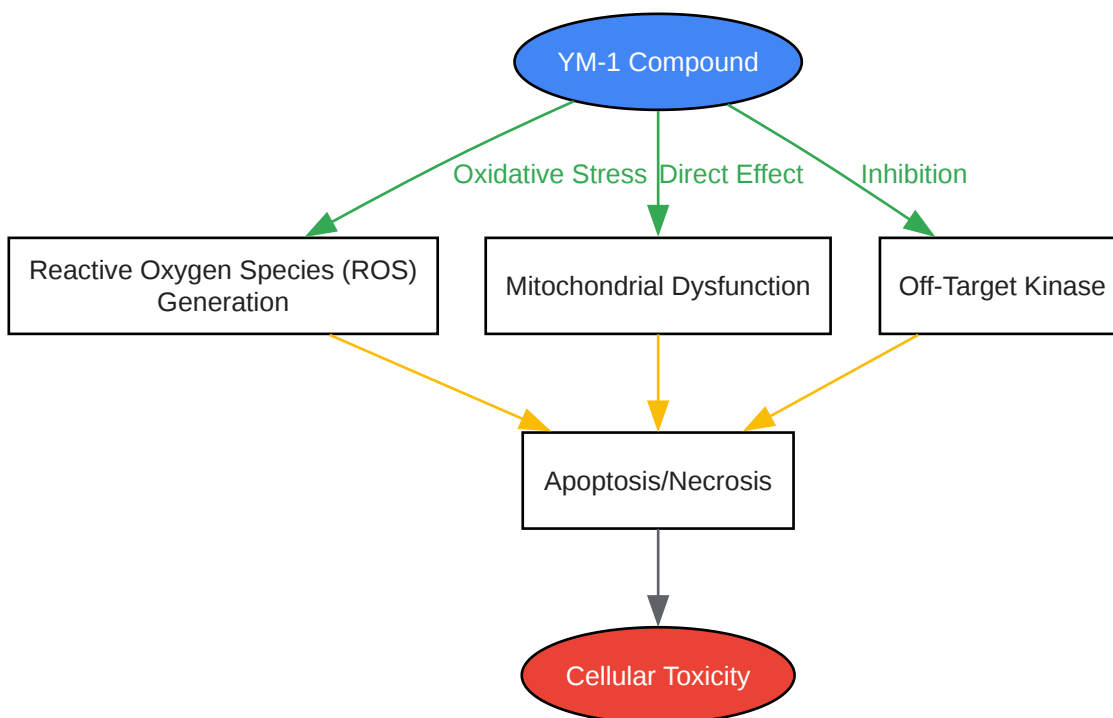 YM-1 Compound
Oxidative Stress
Direct Effect
Inhibition
Reactive Oxygen Species (ROS)
Generation
Mitochondrial Dysfunction
Off-Target Kinase
Apoptosis/Necrosis
Cellular Toxicity